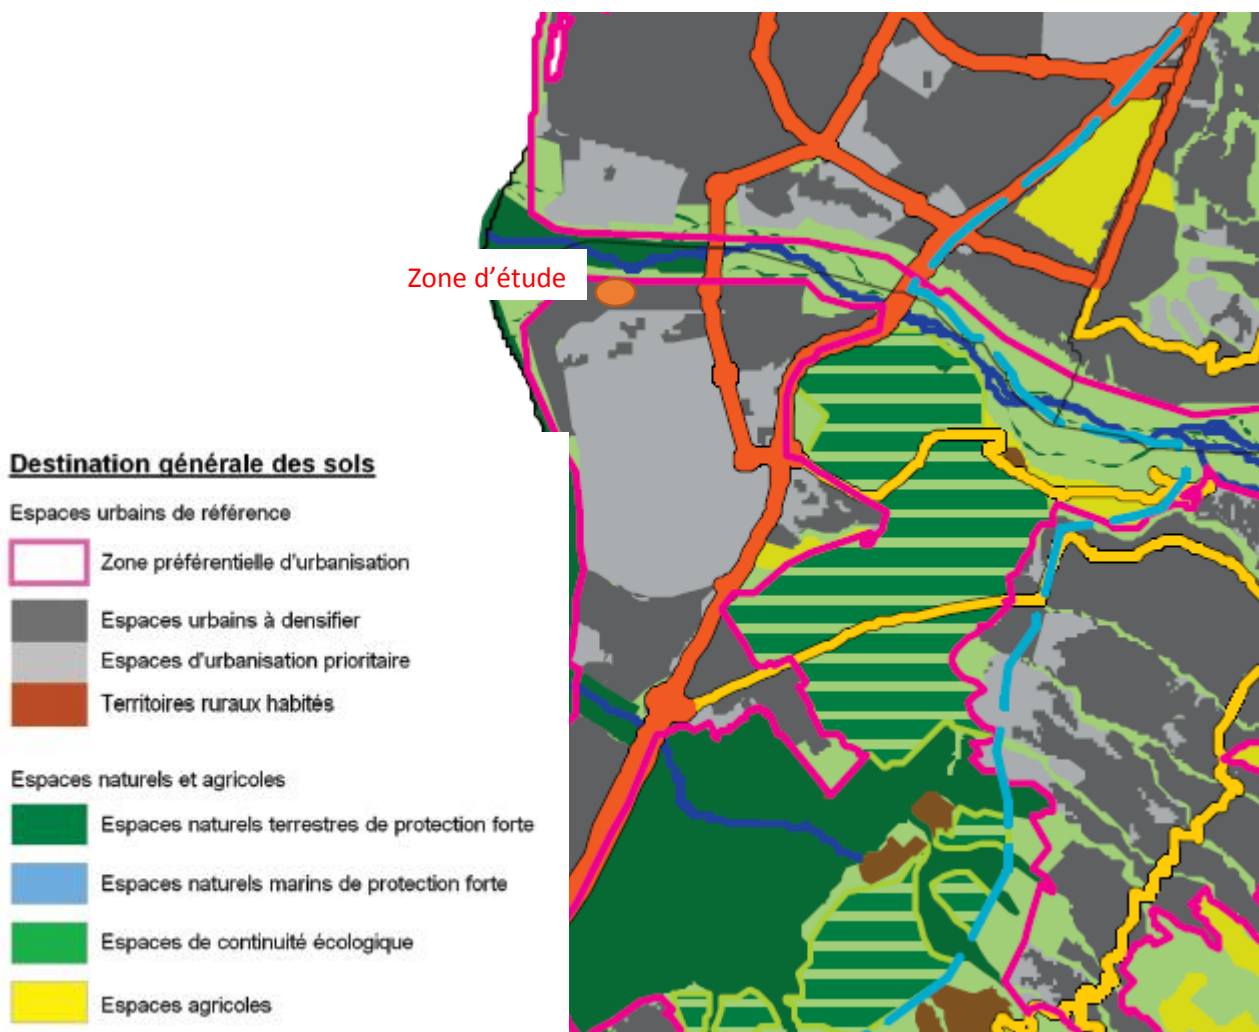 Zone d'étude
Destination générale des sols
Espaces urbains de référence
Zone préférentielle d'urbanisation
Espaces urbains à densifier
Espaces d'urbanisation prioritaire
Territoires ruraux habités
Espaces naturels et agricoles
Espaces naturels terrestres de protection forte
Espaces naturels marins de protection forte
Espaces de continuité écologique
Espaces agricoles